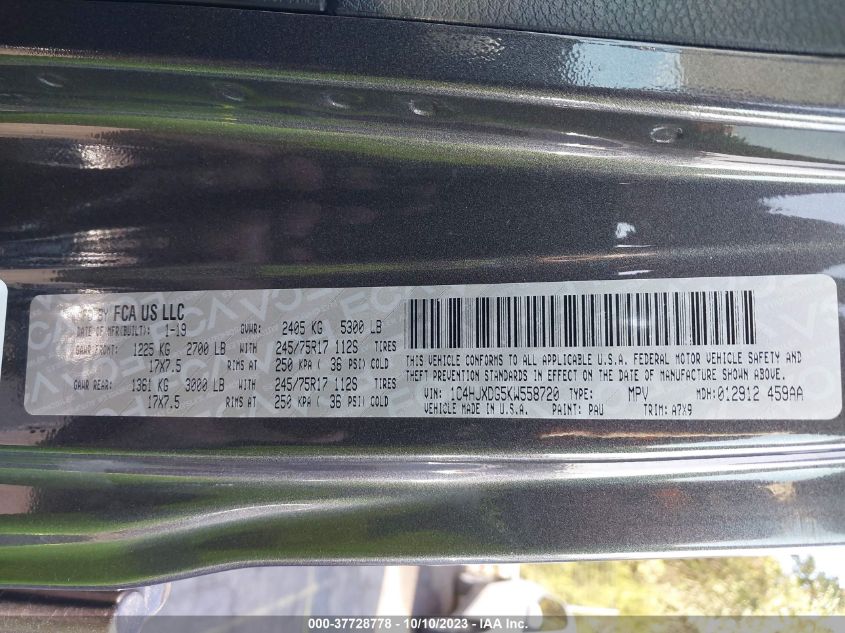 BY FCA US LLC
DATE OF MFR(BUILT): 1-19 GVWR: 2405 KG 5300 LB
GAWR FRONT: 1225 KG 2700 LB WITH 245/75R17 112S TIRES
17X7.5 RIMS AT 250 KPA ( 36 PSI) COLD
GAWR REAR: 1361 KG 3000 LB WITH 245/75R17 112S TIRES
17X7.5 RIMS AT 250 KPA ( 36 PSI) COLD
THIS VEHICLE CONFORMS TO ALL APPLICABLE U.S.A. FEDERAL MOTOR VEHICLE SAFETY AND
THEFT PREVENTION STANDARDS IN EFFECT ON THE DATE OF MANUFACTURE SHOWN ABOVE.
VIN: 1C4HJXDG5KW558720 TYPE: MPV MDH:012912 459AA
VEHICLE MADE IN U.S.A. PAINT: PAU TRIM: A7X9
000-37728778 - 10/10/2023 - IAA Inc.